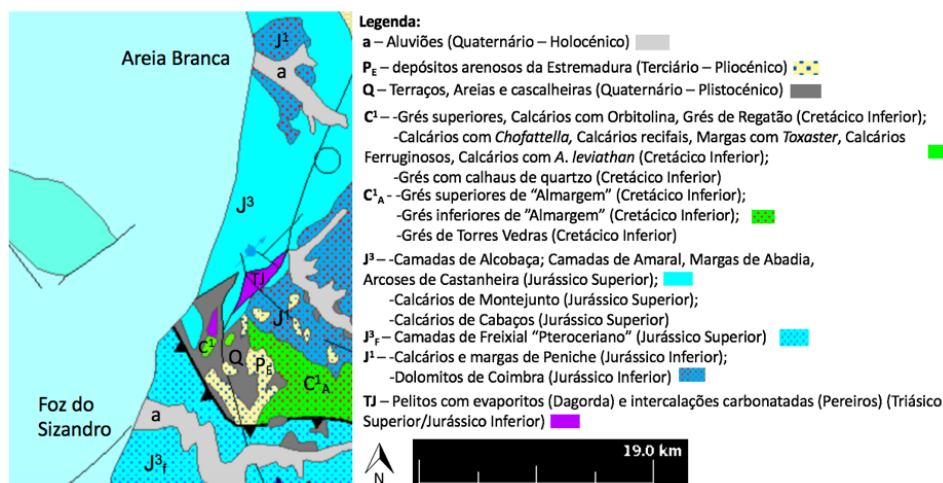 Areia Branca
J¹
a
J³
TJ
J¹
C¹
Q
P_E
C¹_A
Foz do
Sizandro
a
J³_f
Legenda:
a – Aluviões (Quaternário – Holocénico)
P_E – depósitos arenosos da Estremadura (Terciário – Pliocénico)
Q – Terraços, Areias e cascalheiras (Quaternário – Plistocénico)
C¹ – -Grés superiores, Calcários com Orbitolina, Grés de Regatão (Cretácico Inferior);
-Calcários com Chofattella, Calcários recifais, Margas com Toxaster, Calcários
Ferruginosos, Calcários com A. leviathan (Cretácico Inferior);
-Grés com calhaus de quartzo (Cretácico Inferior)
C¹_A - -Grés superiores de "Almargem" (Cretácico Inferior);
-Grés inferiores de "Almargem" (Cretácico Inferior);
-Grés de Torres Vedras (Cretácico Inferior)
J³ – -Camadas de Alcobaça; Camadas de Amaral, Margas de Abadia,
Arcoses de Castanheira (Jurássico Superior);
-Calcários de Montejunto (Jurássico Superior);
-Calcários de Cabaços (Jurássico Superior)
J³_F – Camadas de Freixial "Pteroceriano" (Jurássico Superior)
J¹ – -Calcários e margas de Peniche (Jurássico Inferior);
-Dolomitos de Coimbra (Jurássico Inferior)
TJ – Pelitos com evaporitos (Dagorda) e intercalações carbonatadas (Pereiros) (Triásico
Superior/Jurássico Inferior)
N
19.0 km